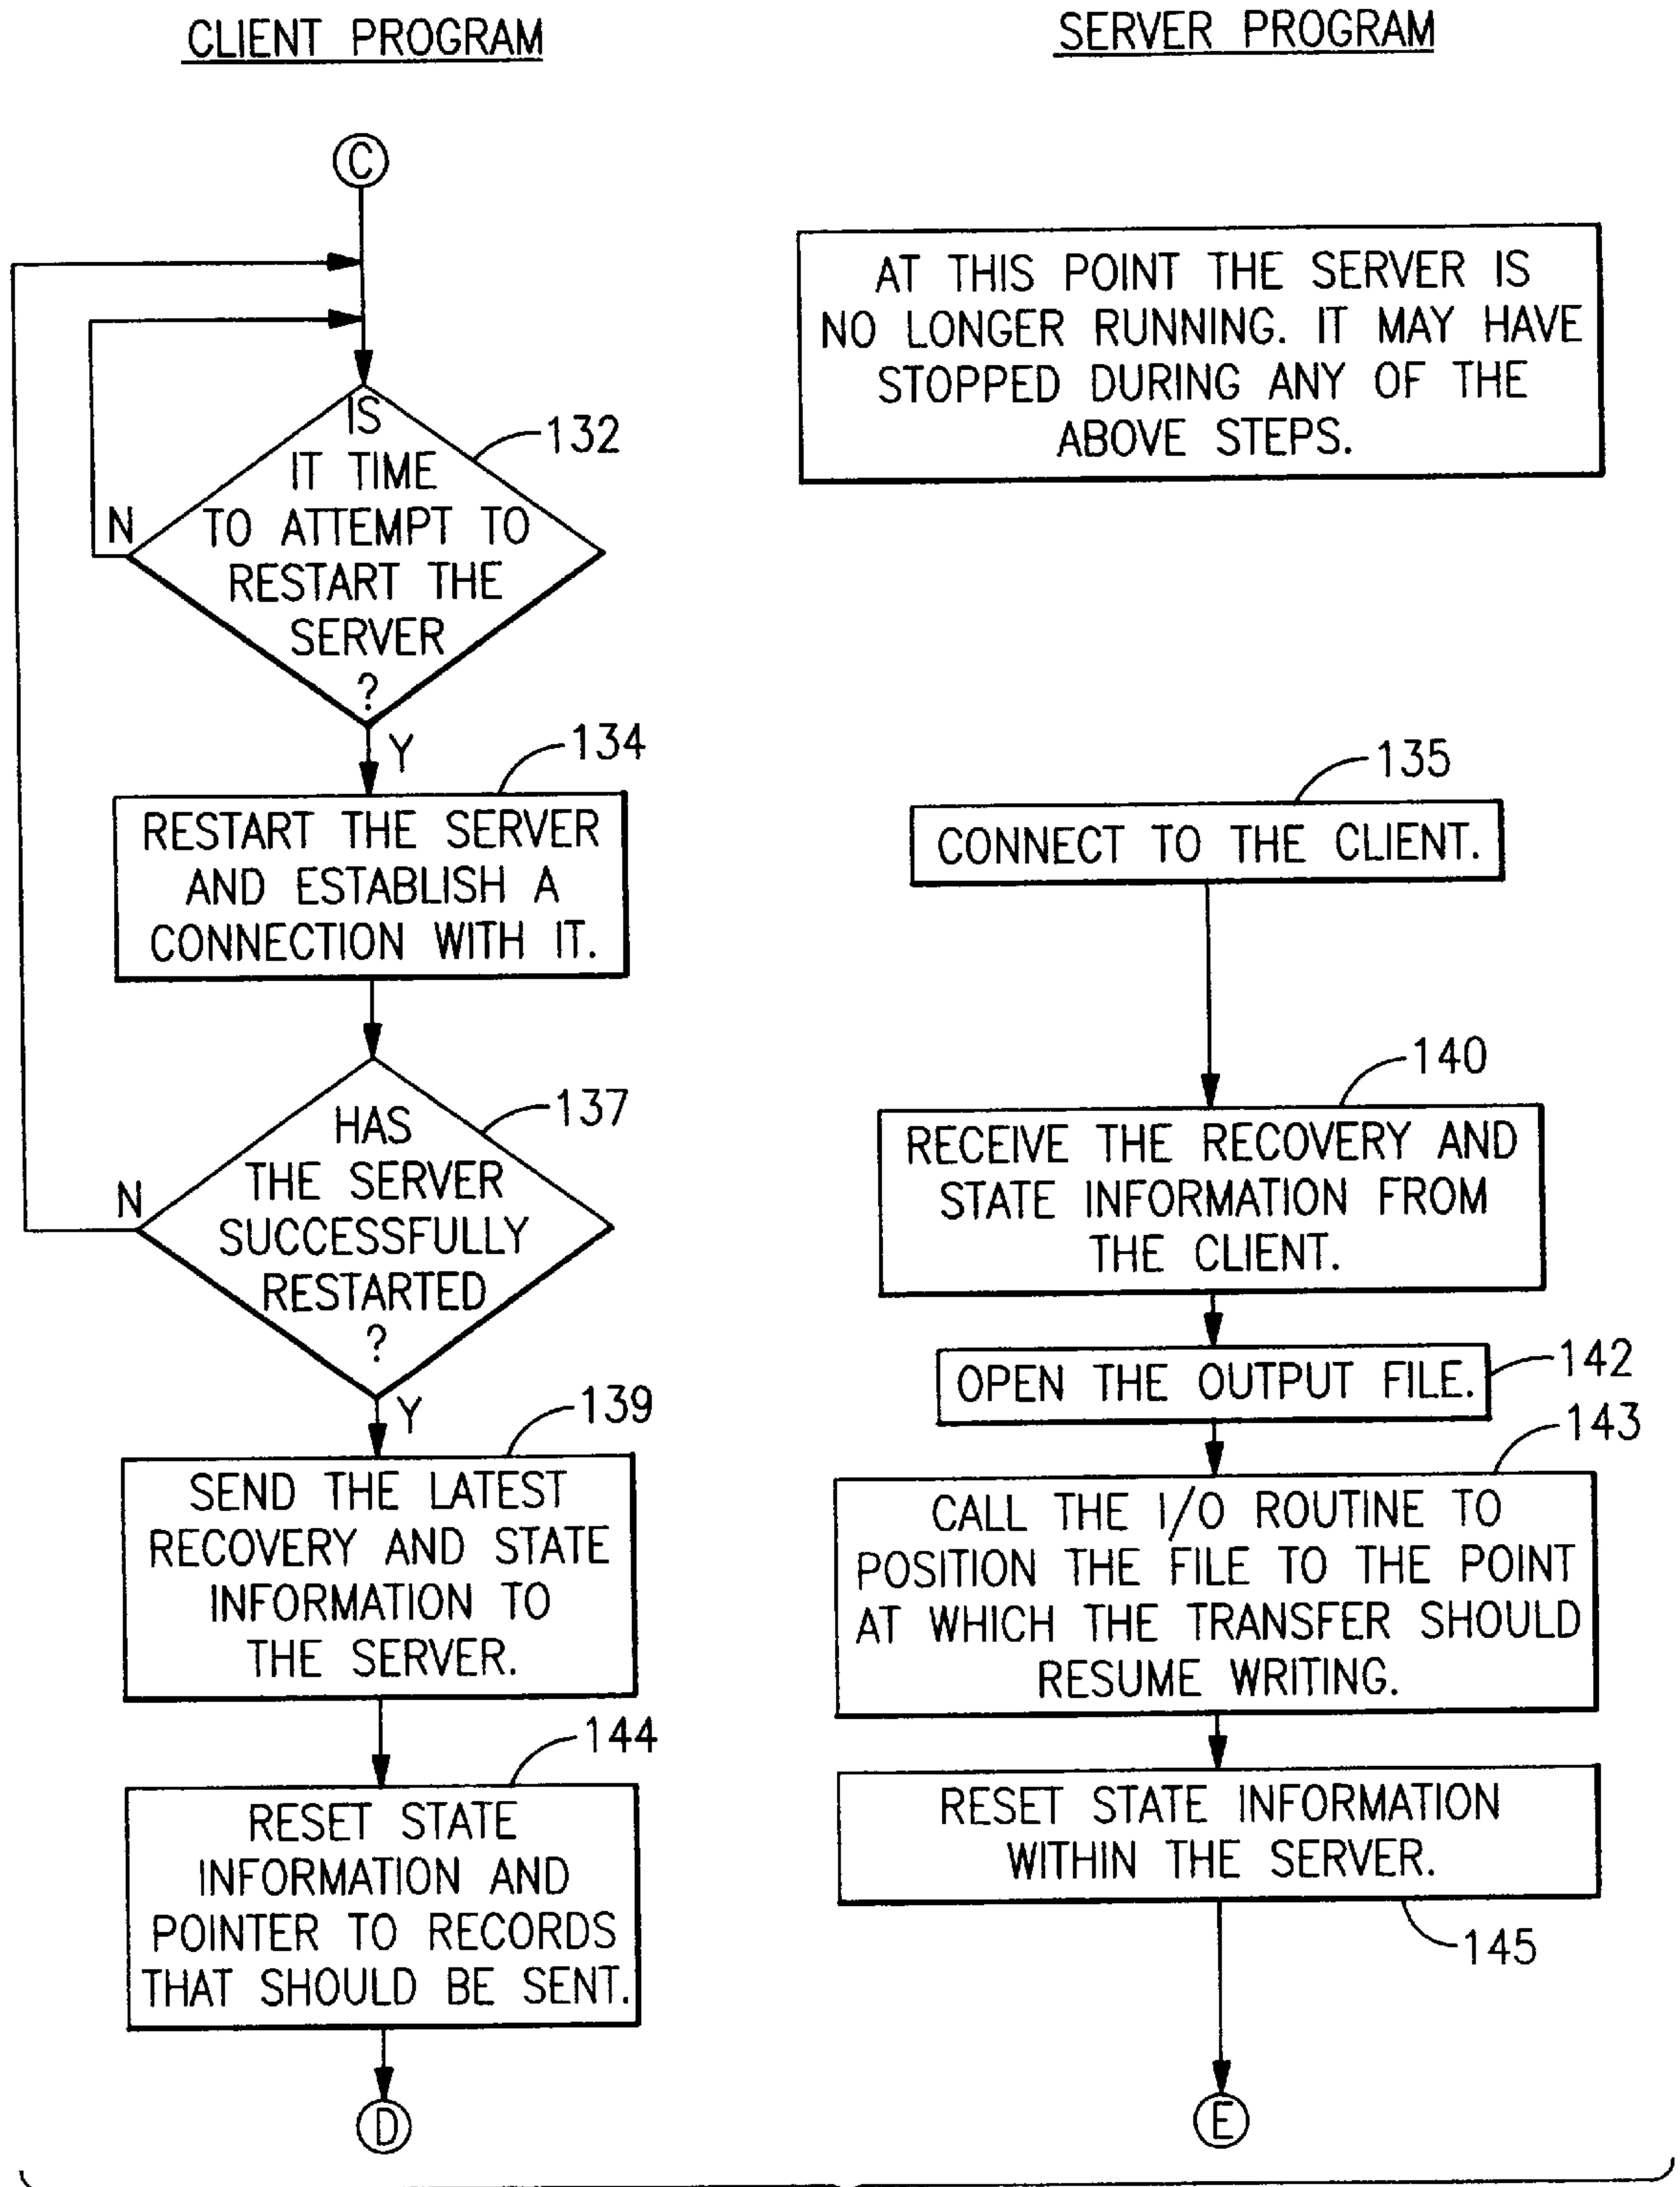 CLIENT PROGRAM
C
IS
IT TIME
TO ATTEMPT TO
RESTART THE
SERVER
?
132
N
Y
134
RESTART THE SERVER
AND ESTABLISH A
CONNECTION WITH IT.
137
HAS
THE SERVER
SUCCESSFULLY
RESTARTED
?
N
Y
139
SEND THE LATEST
RECOVERY AND STATE
INFORMATION TO
THE SERVER.
144
RESET STATE
INFORMATION AND
POINTER TO RECORDS
THAT SHOULD BE SENT.
D
SERVER PROGRAM
AT THIS POINT THE SERVER IS
NO LONGER RUNNING. IT MAY HAVE
STOPPED DURING ANY OF THE
ABOVE STEPS.
135
CONNECT TO THE CLIENT.
140
RECEIVE THE RECOVERY AND
STATE INFORMATION FROM
THE CLIENT.
OPEN THE OUTPUT FILE.
142
143
CALL THE I/O ROUTINE TO
POSITION THE FILE TO THE POINT
AT WHICH THE TRANSFER SHOULD
RESUME WRITING.
RESET STATE INFORMATION
WITHIN THE SERVER.
145
E